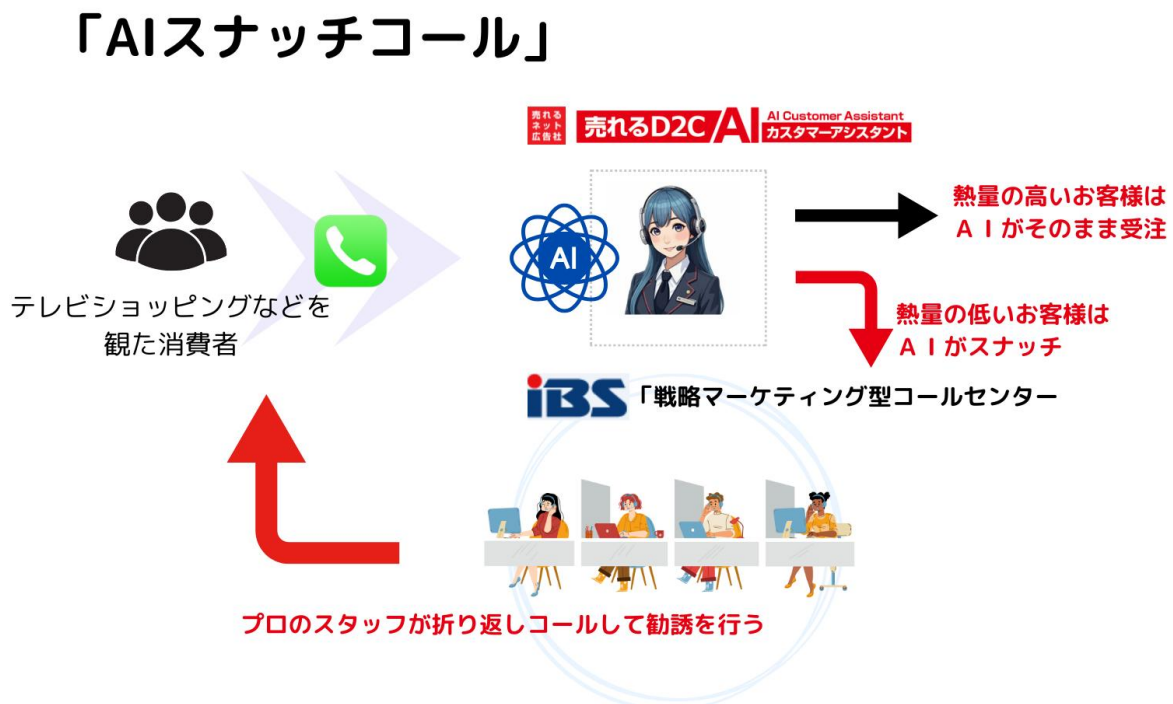 「AIスナッチコール」
売れる
ネット
広告社
売れるD2C AI
AI Customer Assistant
カスタマーアシスタント
AI
熱量の高いお客様は
AIがそのまま受注
テレビショッピングなどを
観た消費者
熱量の低いお客様は
AIがスナッチ
iBS「戦略マーケティング型コールセンター
プロのスタッフが折り返しコールして勧誘を行う